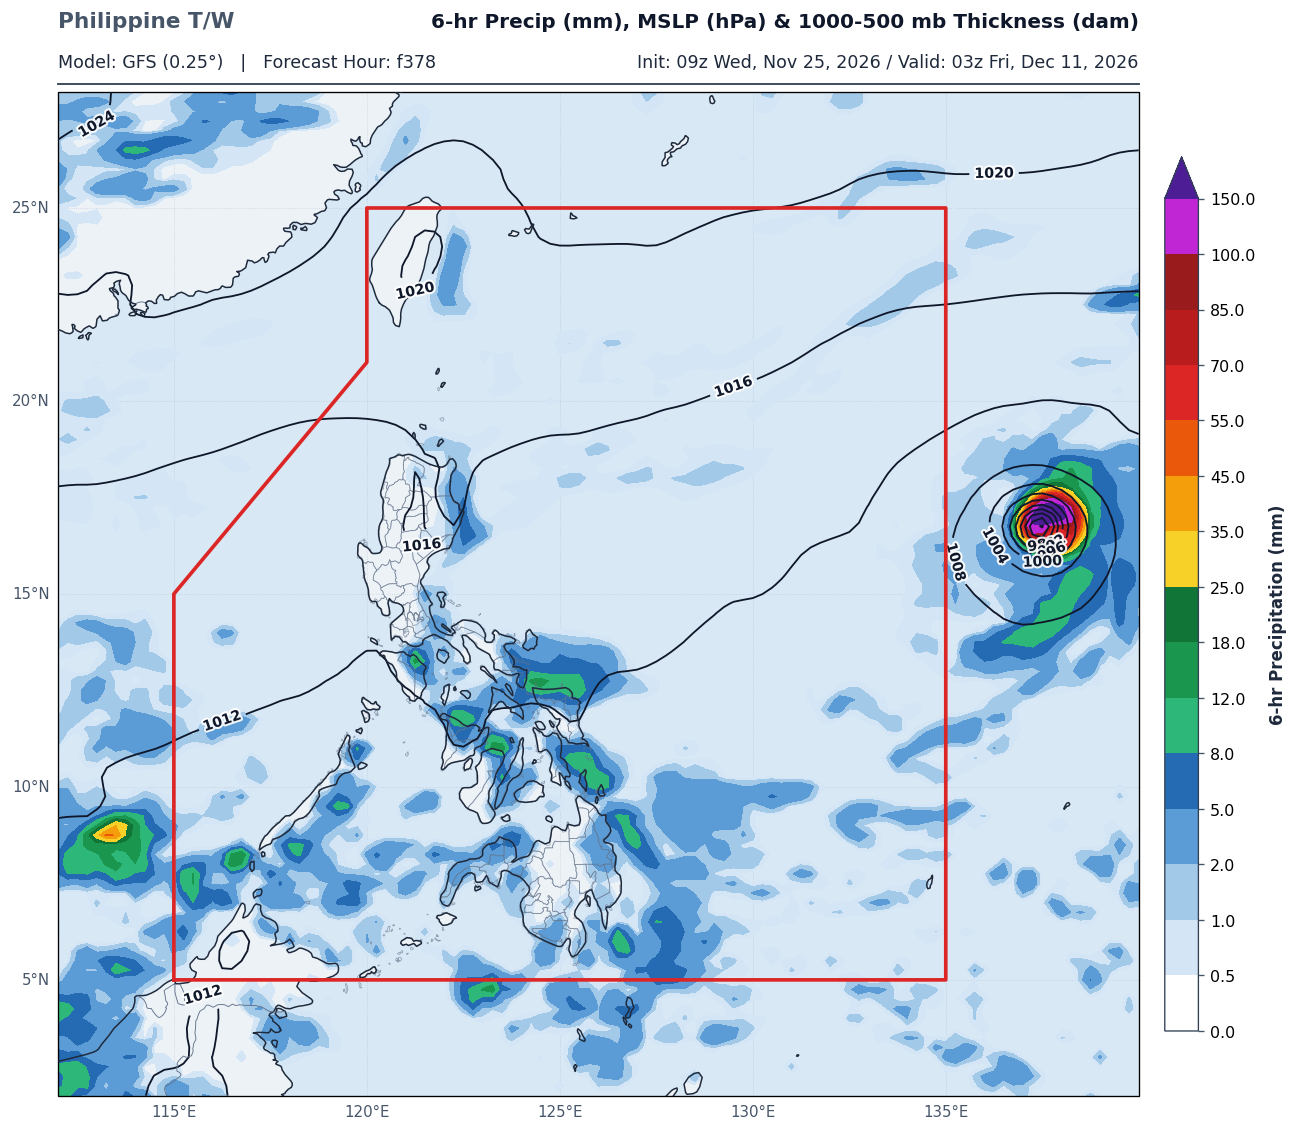 Philippine T/W
6-hr Precip (mm), MSLP (hPa) & 1000-500 mb Thickness (dam)
Model: GFS (0.25°) | Forecast Hour: f378
Init: 09z Wed, Nov 25, 2026 / Valid: 03z Fri, Dec 11, 2026
1024
1020
1020
1016
1016
1008
1004
996
1000
1012
1012
25°N
20°N
15°N
10°N
5°N
115°E
120°E
125°E
130°E
135°E
150.0
100.0
85.0
70.0
55.0
45.0
35.0
25.0
18.0
12.0
8.0
5.0
2.0
1.0
0.5
0.0
6-hr Precipitation (mm)